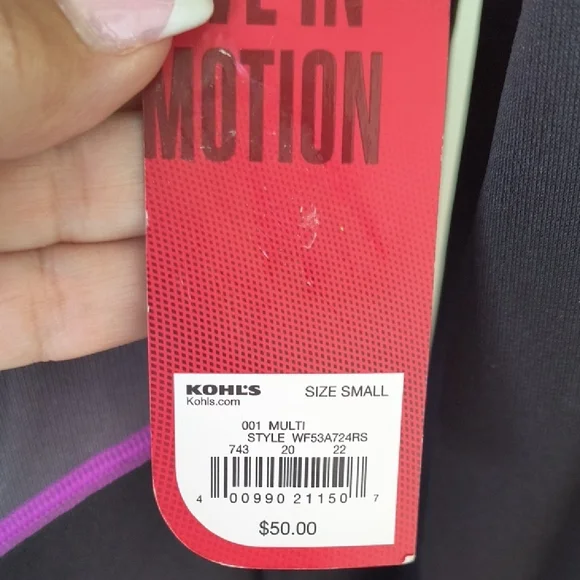 IN
MOTION
KOHL'S SIZE SMALL
Kohls.com
001 MULTI
STYLE WF53A724RS
743 20 22
4 00990 21150 7
$50.00